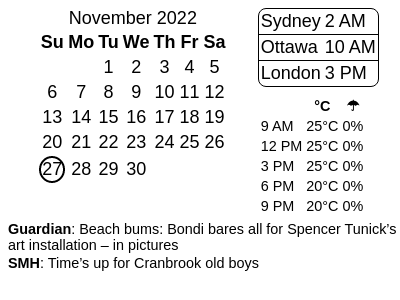 November 2022
Su Mo Tu We Th Fr Sa
1 2 3 4 5
6 7 8 9 10 11 12
13 14 15 16 17 18 19
20 21 22 23 24 25 26
27 28 29 30
Sydney 2 AM
Ottawa 10 AM
London 3 PM
°C ☂
9 AM 25°C 0%
12 PM 25°C 0%
3 PM 25°C 0%
6 PM 20°C 0%
9 PM 20°C 0%
Guardian: Beach bums: Bondi bares all for Spencer Tunick’s
art installation – in pictures
SMH: Time’s up for Cranbrook old boys